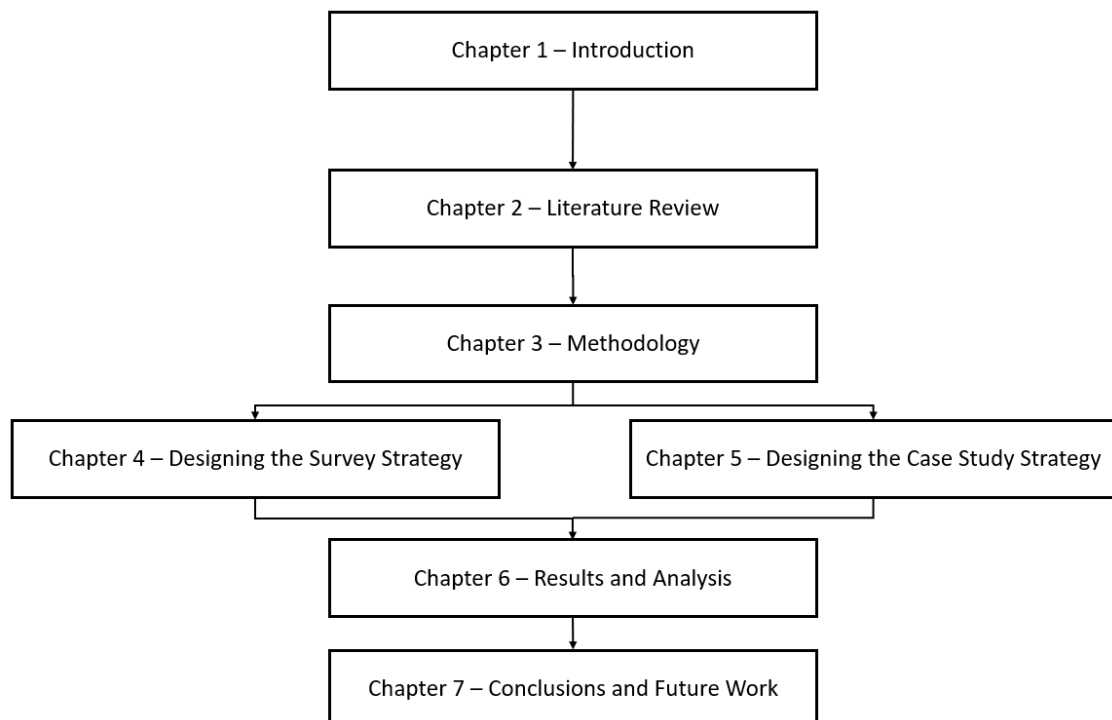 Chapter 1 – Introduction
Chapter 2 – Literature Review
Chapter 3 – Methodology
Chapter 4 – Designing the Survey Strategy
Chapter 5 – Designing the Case Study Strategy
Chapter 6 – Results and Analysis
Chapter 7 – Conclusions and Future Work